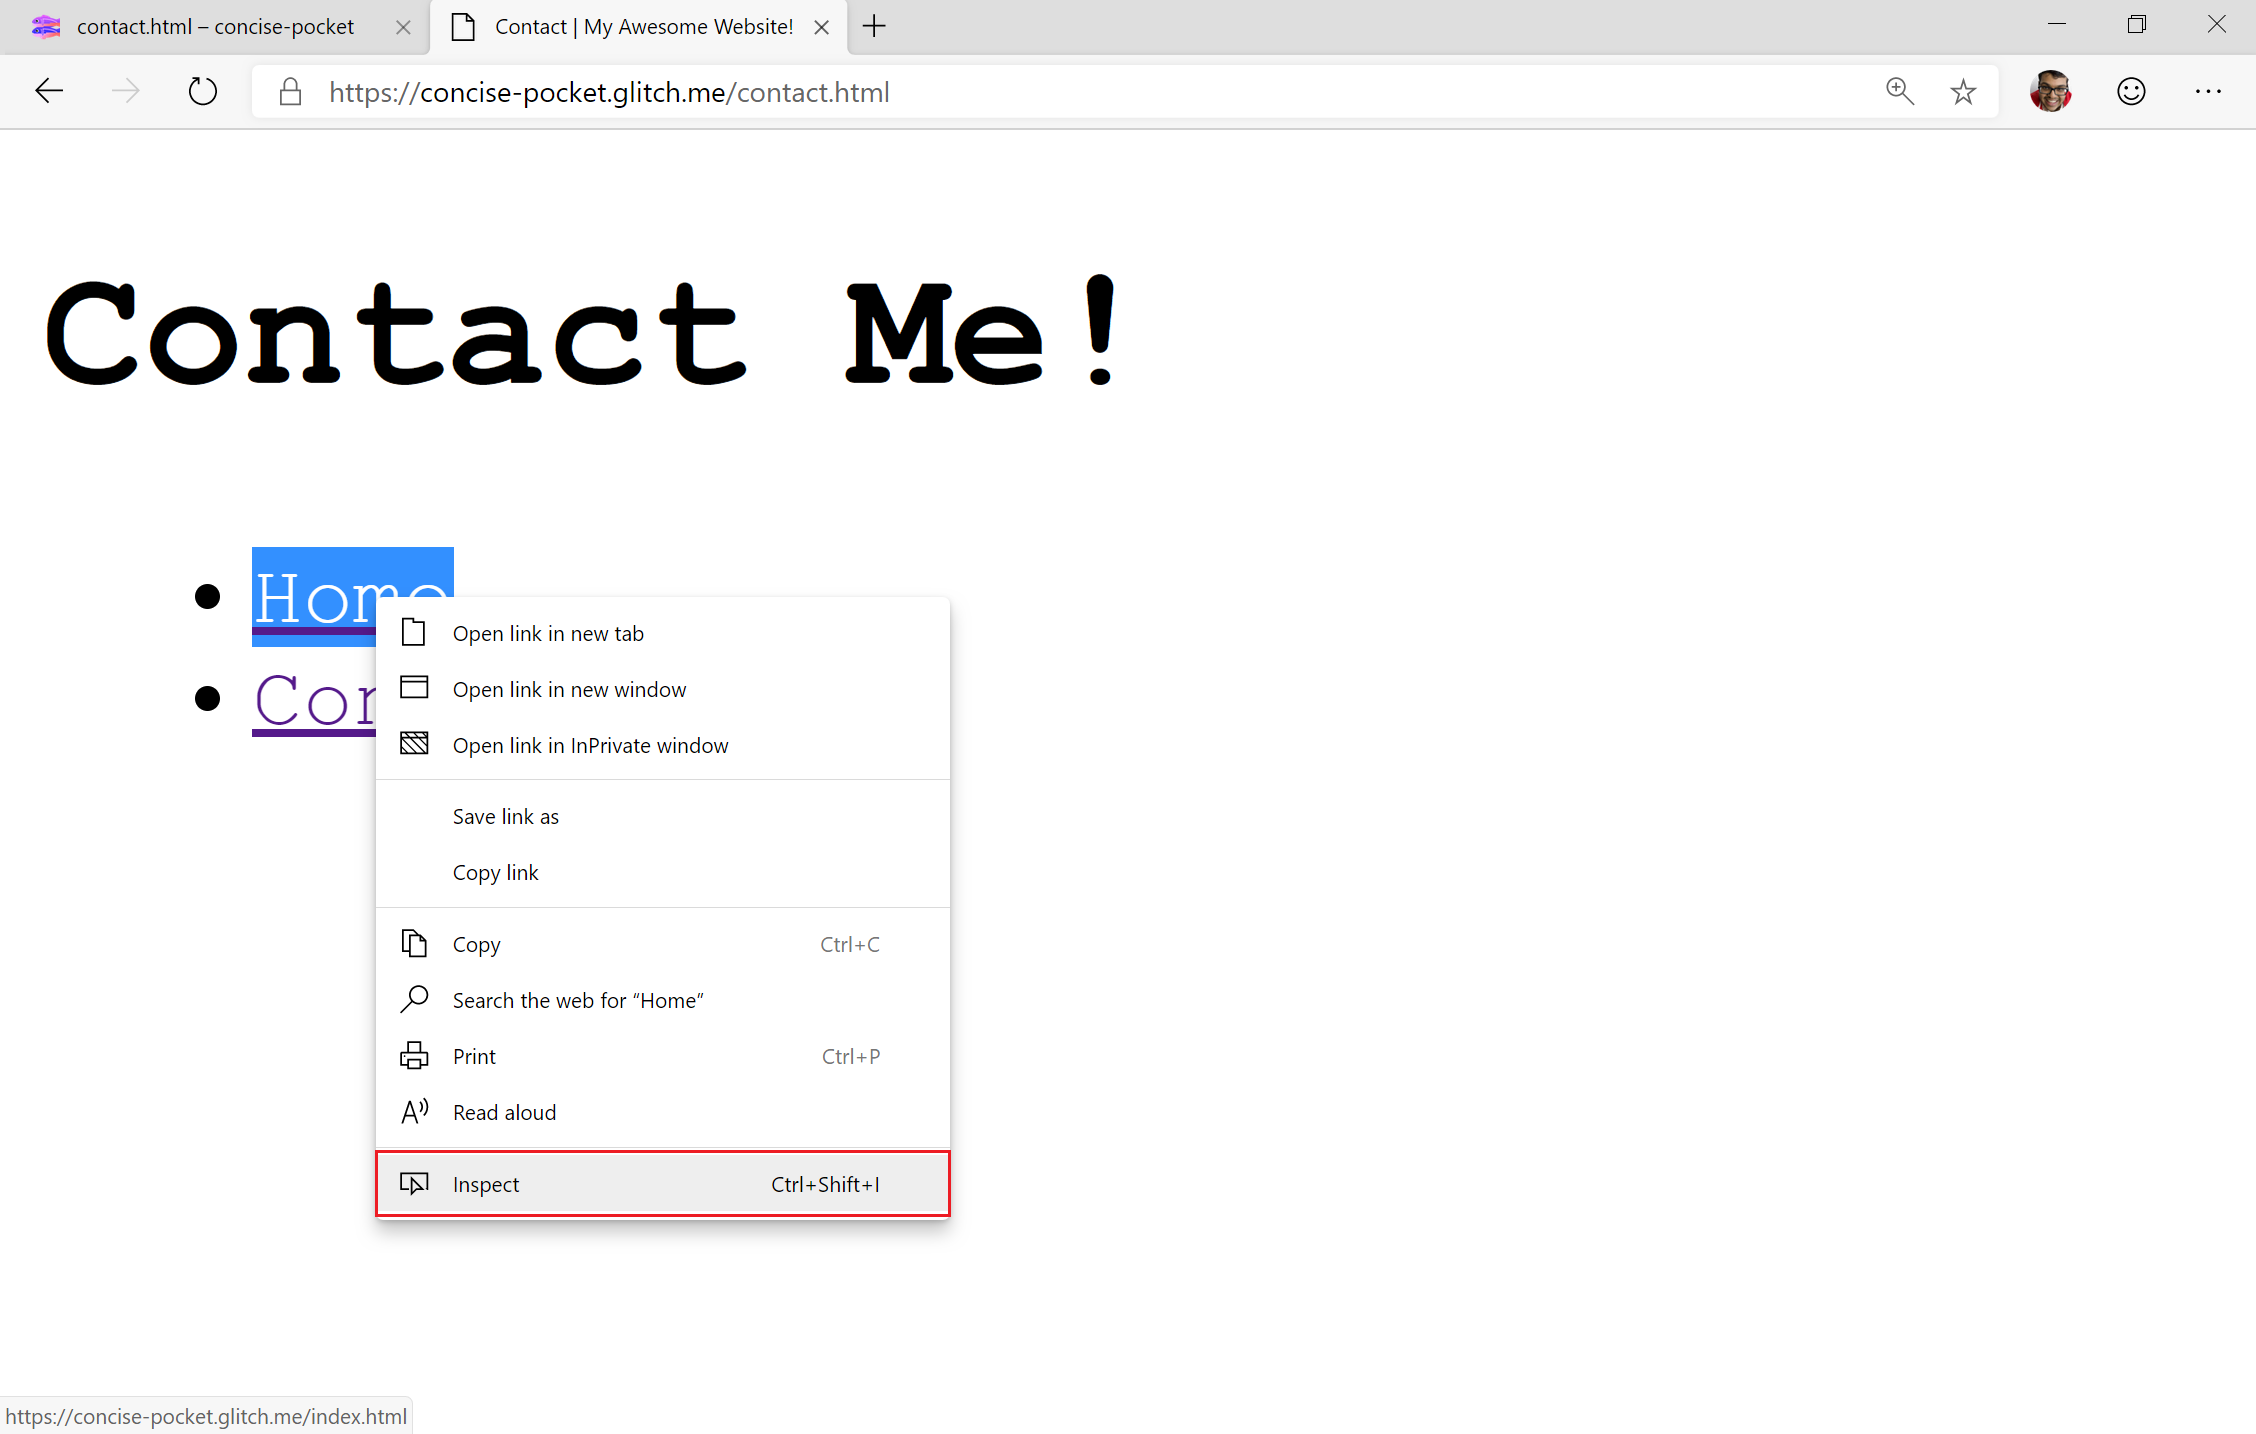 contact.html – concise-pocket
Contact | My Awesome Website!
https://concise-pocket.glitch.me/contact.html
Contact Me!
Home
Con
Open link in new tab
Open link in new window
Open link in InPrivate window
Save link as
Copy link
Copy Ctrl+C
Search the web for “Home”
Print Ctrl+P
Read aloud
Inspect Ctrl+Shift+I
https://concise-pocket.glitch.me/index.html